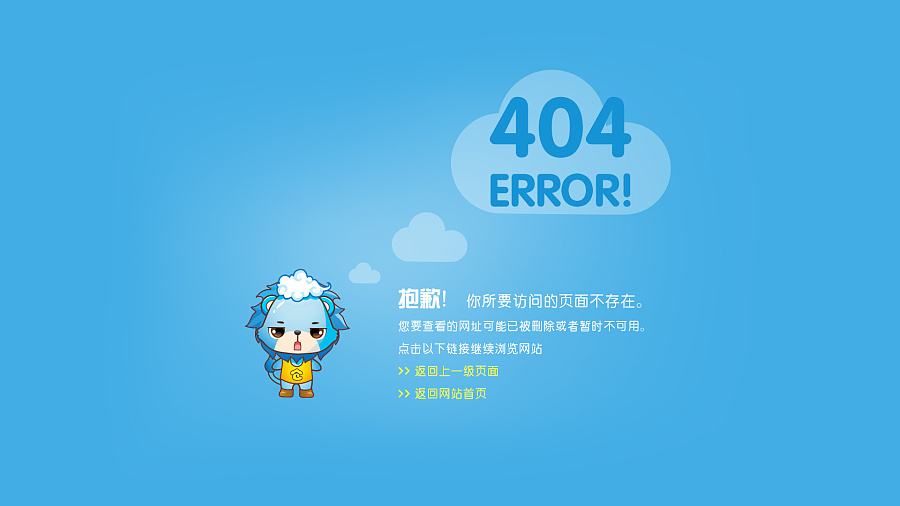 404
ERROR!
抱歉! 你所要访问的页面不存在。
您要查看的网址可能已被删除或者暂时不可用。
点击以下链接继续浏览网站
>> 返回上一级页面
>> 返回网站首页